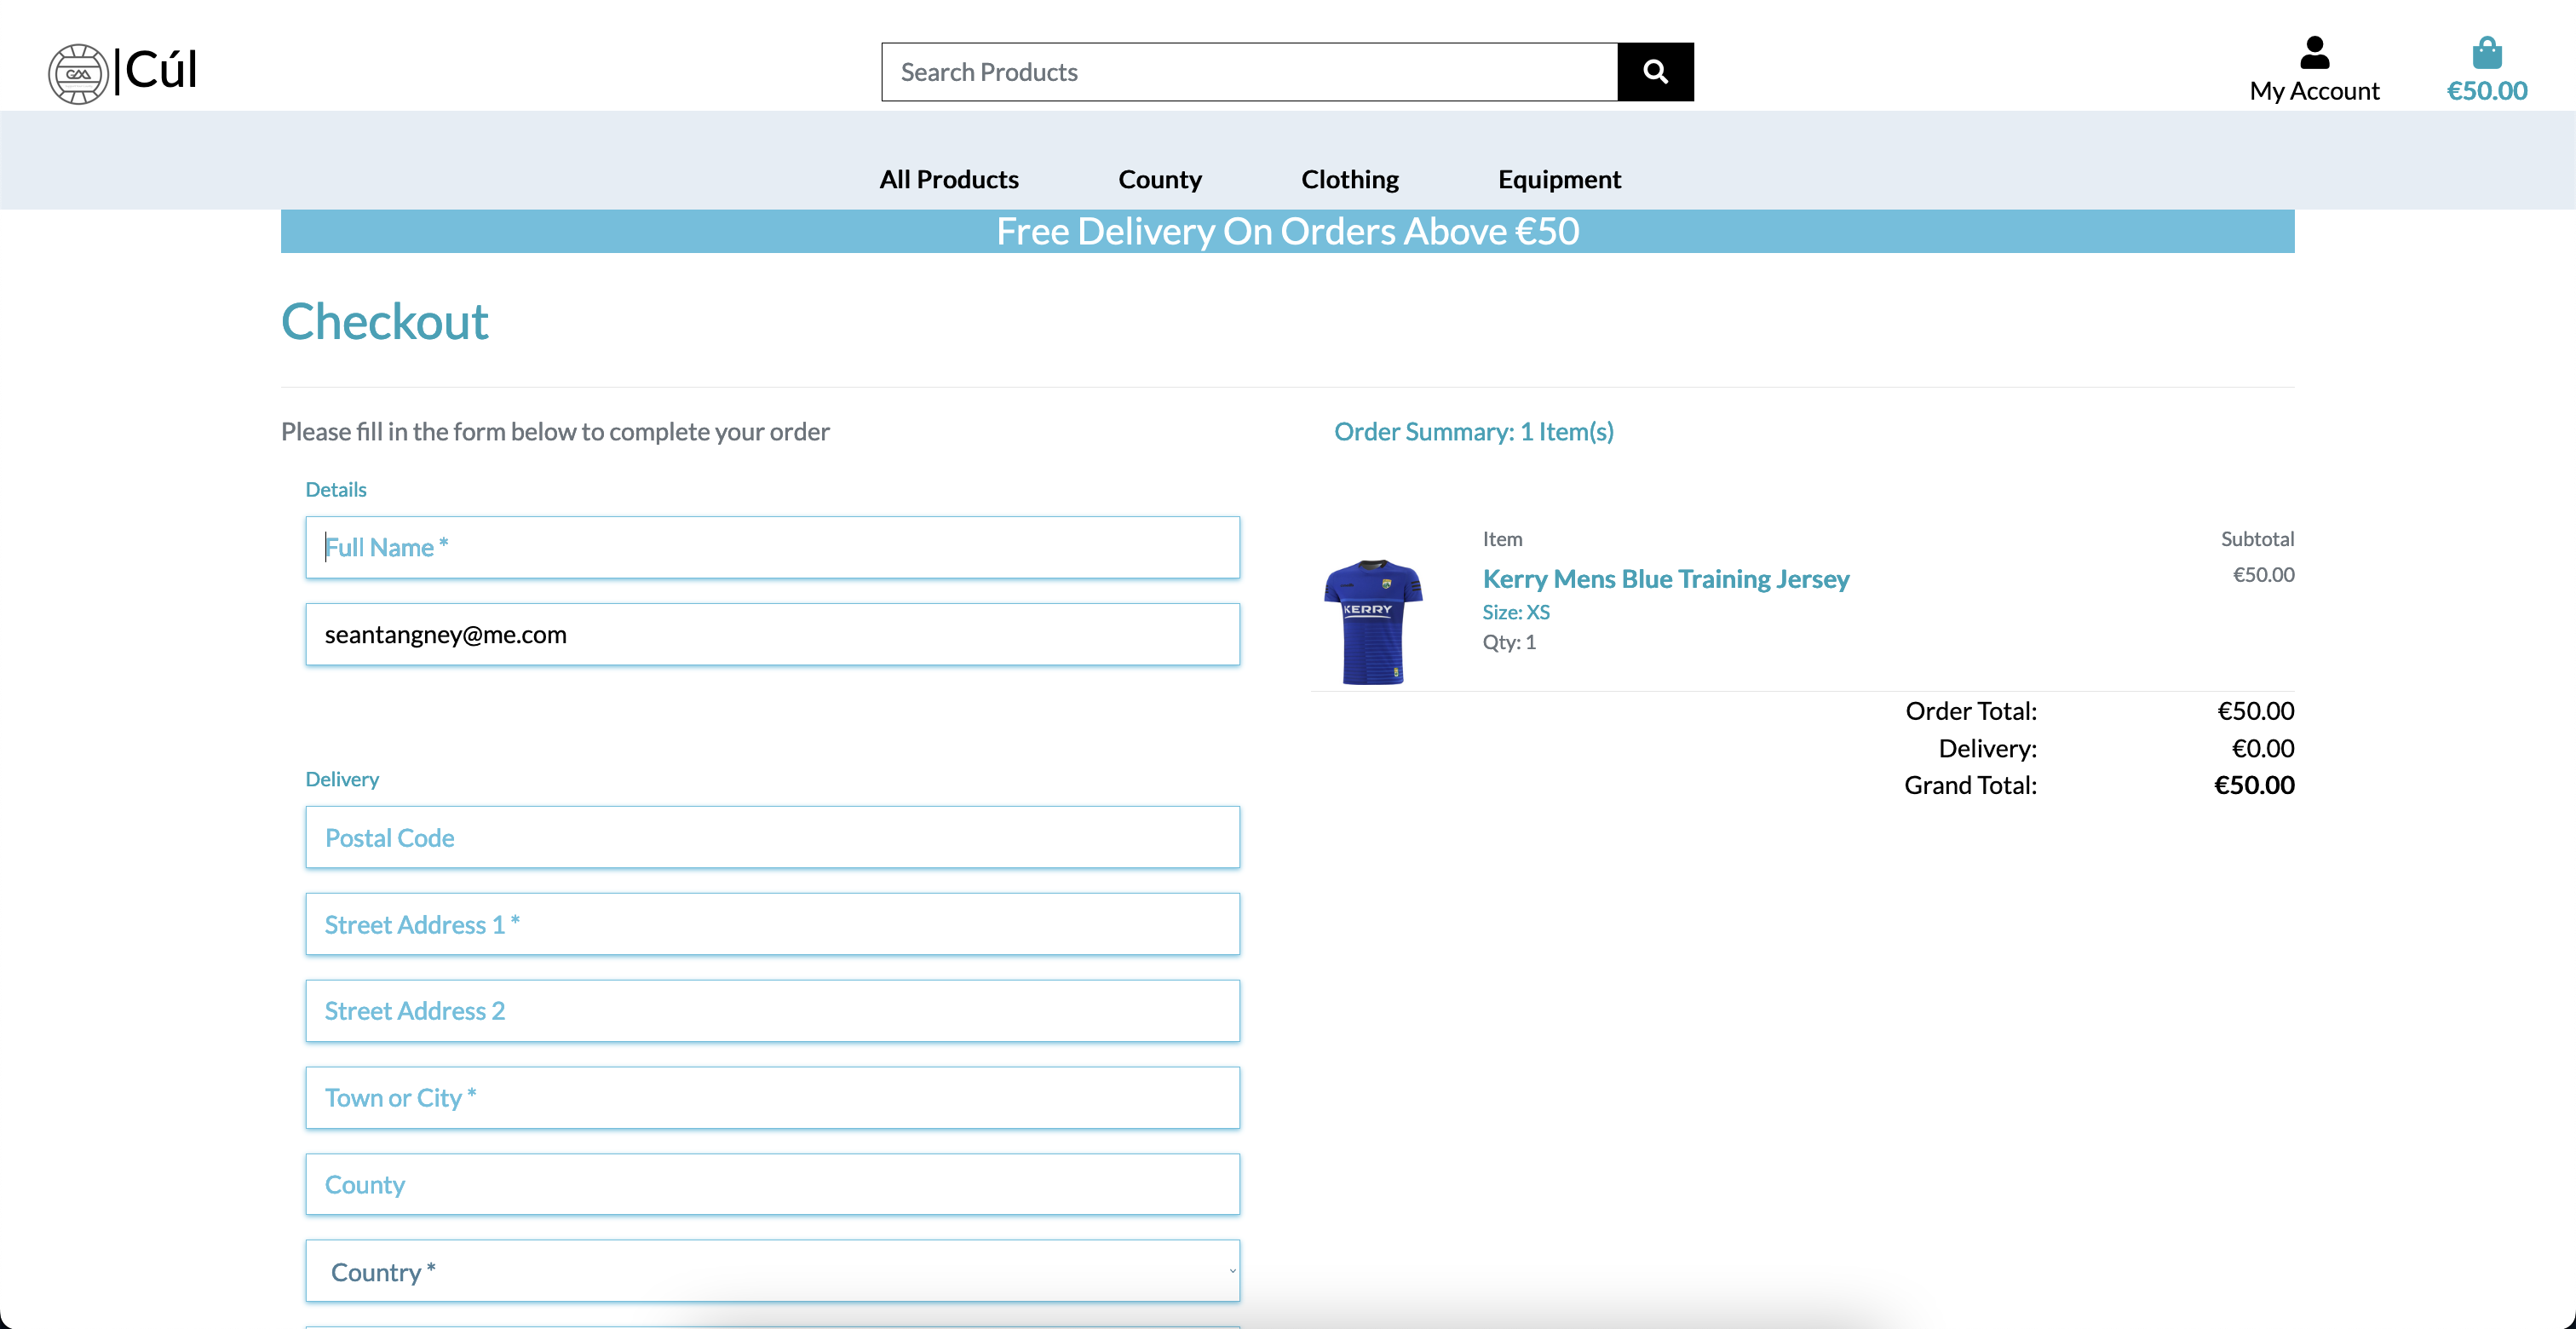 GAA
|Cúl
Search Products
My Account
€50.00
All Products
County
Clothing
Equipment
Free Delivery On Orders Above €50
Checkout
Please fill in the form below to complete your order
Details
Full Name *
seantangney@me.com
Delivery
Postal Code
Street Address 1 *
Street Address 2
Town or City *
County
Country *
Order Summary: 1 Item(s)
Item
Subtotal
KERRY
Kerry Mens Blue Training Jersey
€50.00
Size: XS
Qty: 1
Order Total: €50.00
Delivery: €0.00
Grand Total: €50.00